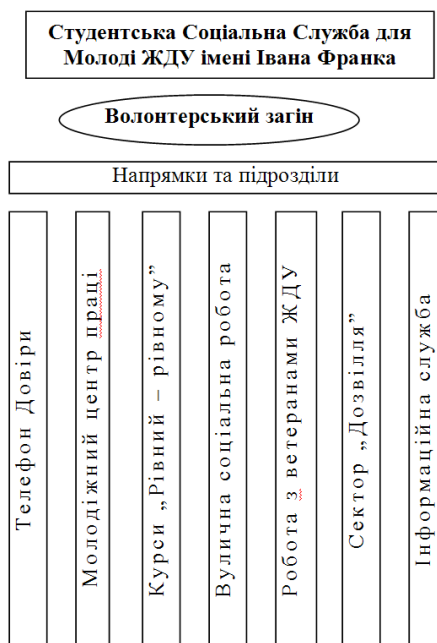 Студентська Соціальна Служба для
Молоді ЖДУ імені Івана Франка
Волонтерський загін
Напрямки та підрозділи
Телефон Довіри
Молодіжний центр праці
Курси „Рівний – рівному”
Вулична соціальна робота
Робота з ветеранами ЖДУ
Сектор „Дозвілля”
Інформаційна служба